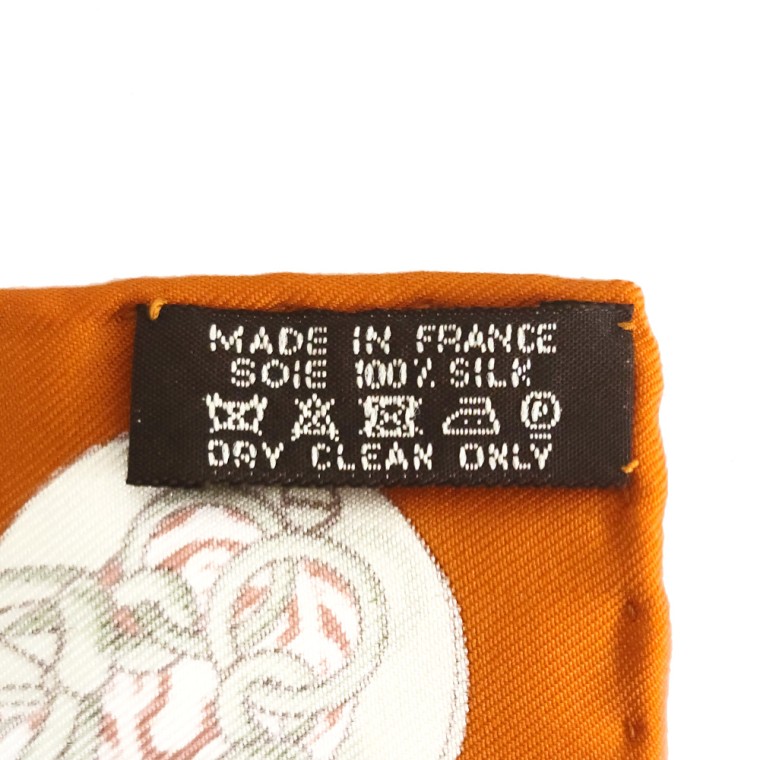 MADE IN FRANCE
SOIE 100% SILK
P
DRY CLEAN ONLY